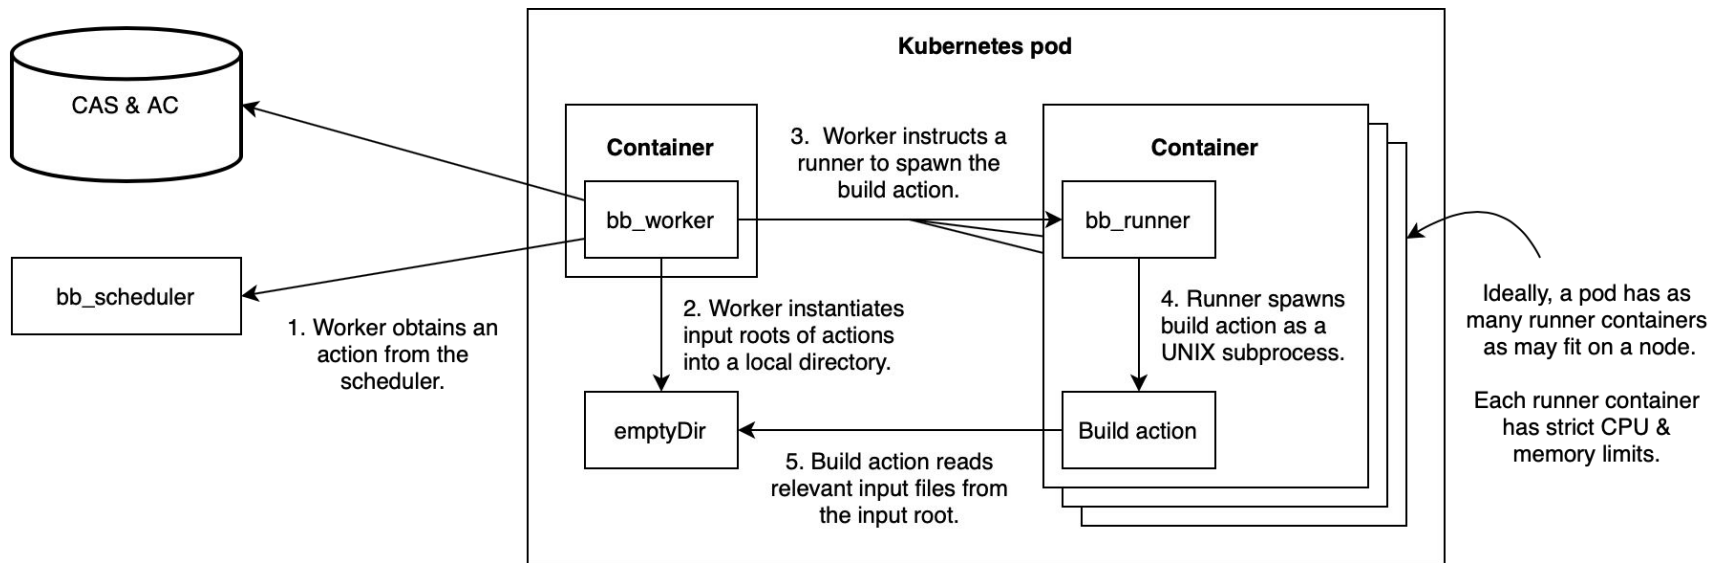 Kubernetes pod
CAS & AC
bb_scheduler
1. Worker obtains an
action from the
scheduler.
Container
bb_worker
2. Worker instantiates
input roots of actions
into a local directory.
emptyDir
3.  Worker instructs a
runner to spawn the
build action.
Container
bb_runner
4. Runner spawns
build action as a
UNIX subprocess.
Build action
5. Build action reads
relevant input files from
the input root.
Ideally, a pod has as
many runner containers
as may fit on a node.
Each runner container
has strict CPU &
memory limits.